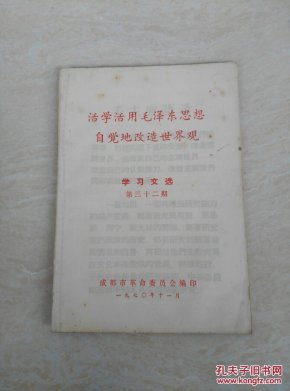 活学活用毛泽东思想
自觉地改造世界观
学习文选
第三十二期
成都市革命委员会编印
一九七〇年十一月
孔夫子旧书网